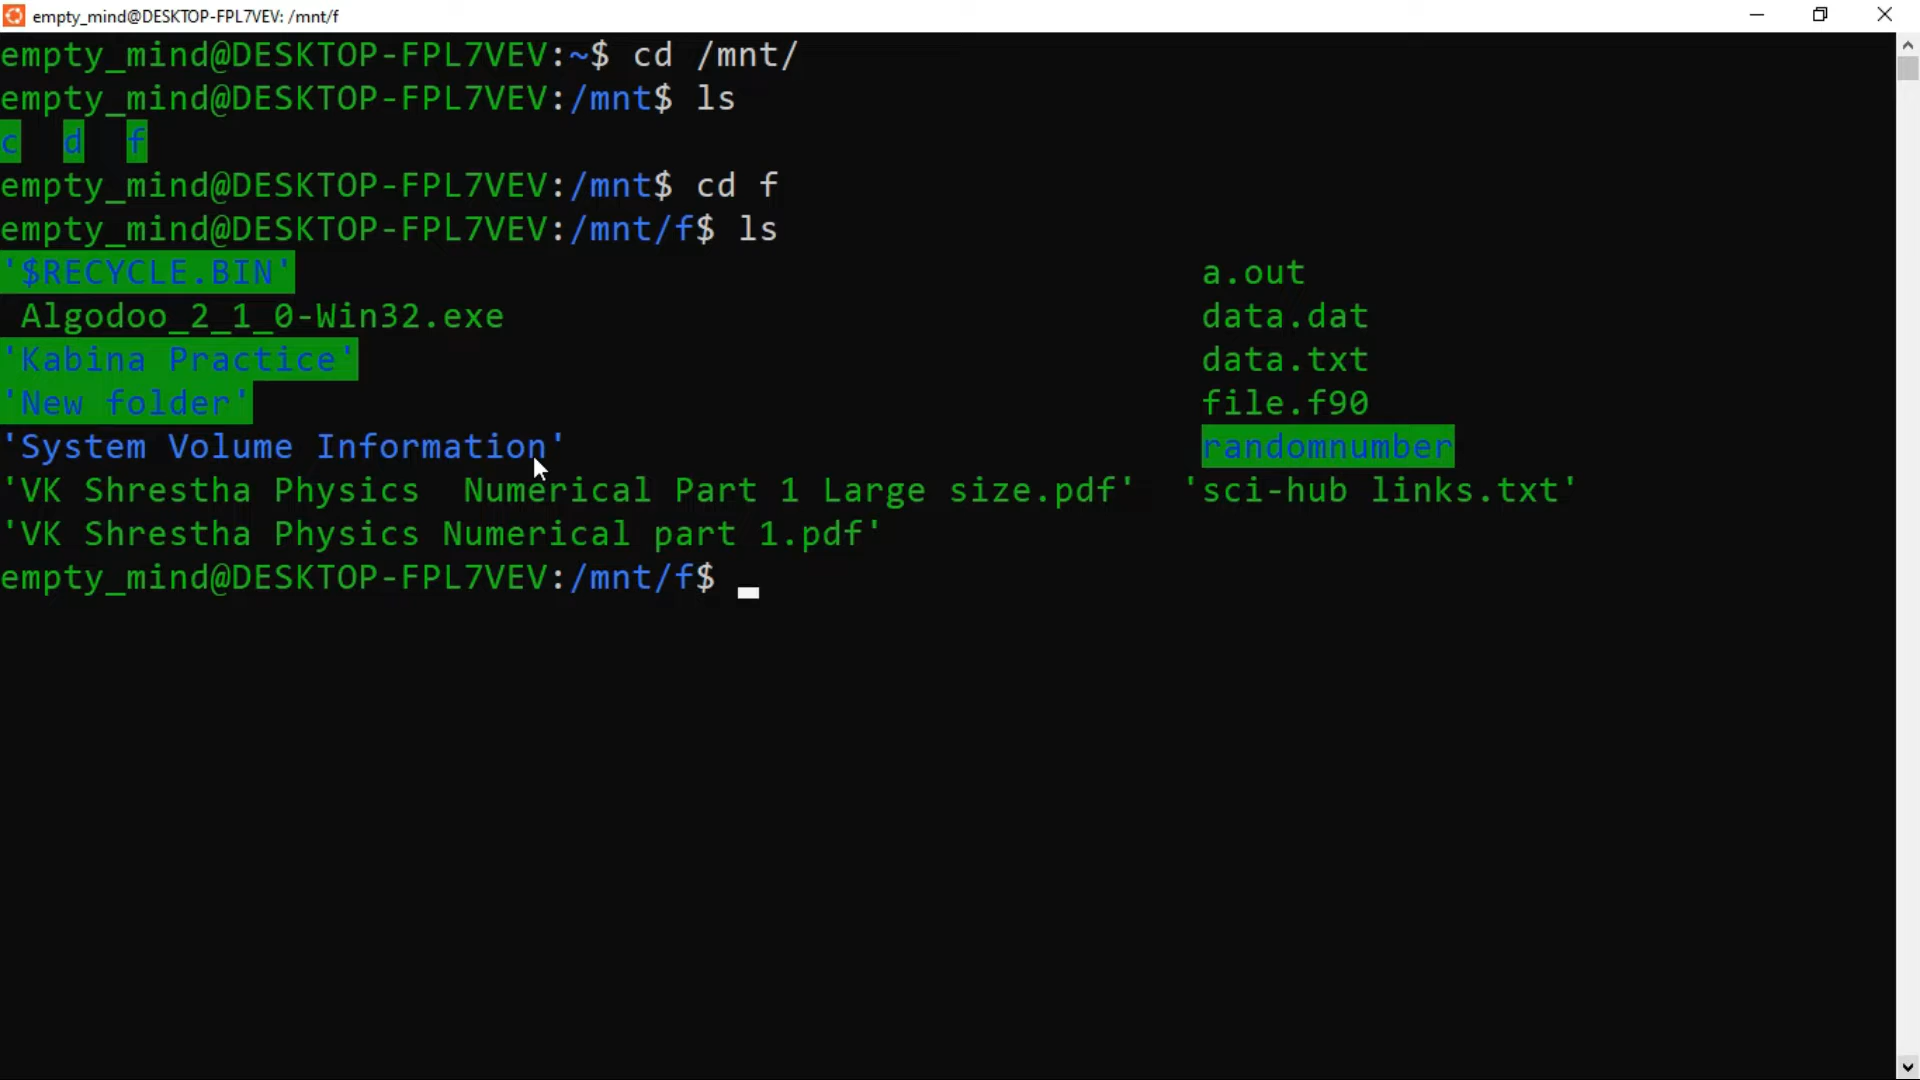 empty_mind@DESKTOP-FPL7VEV: /mnt/f
empty_mind@DESKTOP-FPL7VEV:~$ cd /mnt/
empty_mind@DESKTOP-FPL7VEV:/mnt$ ls
c  d  f
empty_mind@DESKTOP-FPL7VEV:/mnt$ cd f
empty_mind@DESKTOP-FPL7VEV:/mnt/f$ ls
'$RECYCLE.BIN'  a.out
Algodoo_2_1_0-Win32.exe  data.dat
'Kabina Practice'  data.txt
'New folder'  file.f90
'System Volume Information'  randomnumber
'VK Shrestha Physics  Numerical Part 1 Large size.pdf'  'sci-hub links.txt'
'VK Shrestha Physics Numerical part 1.pdf'
empty_mind@DESKTOP-FPL7VEV:/mnt/f$